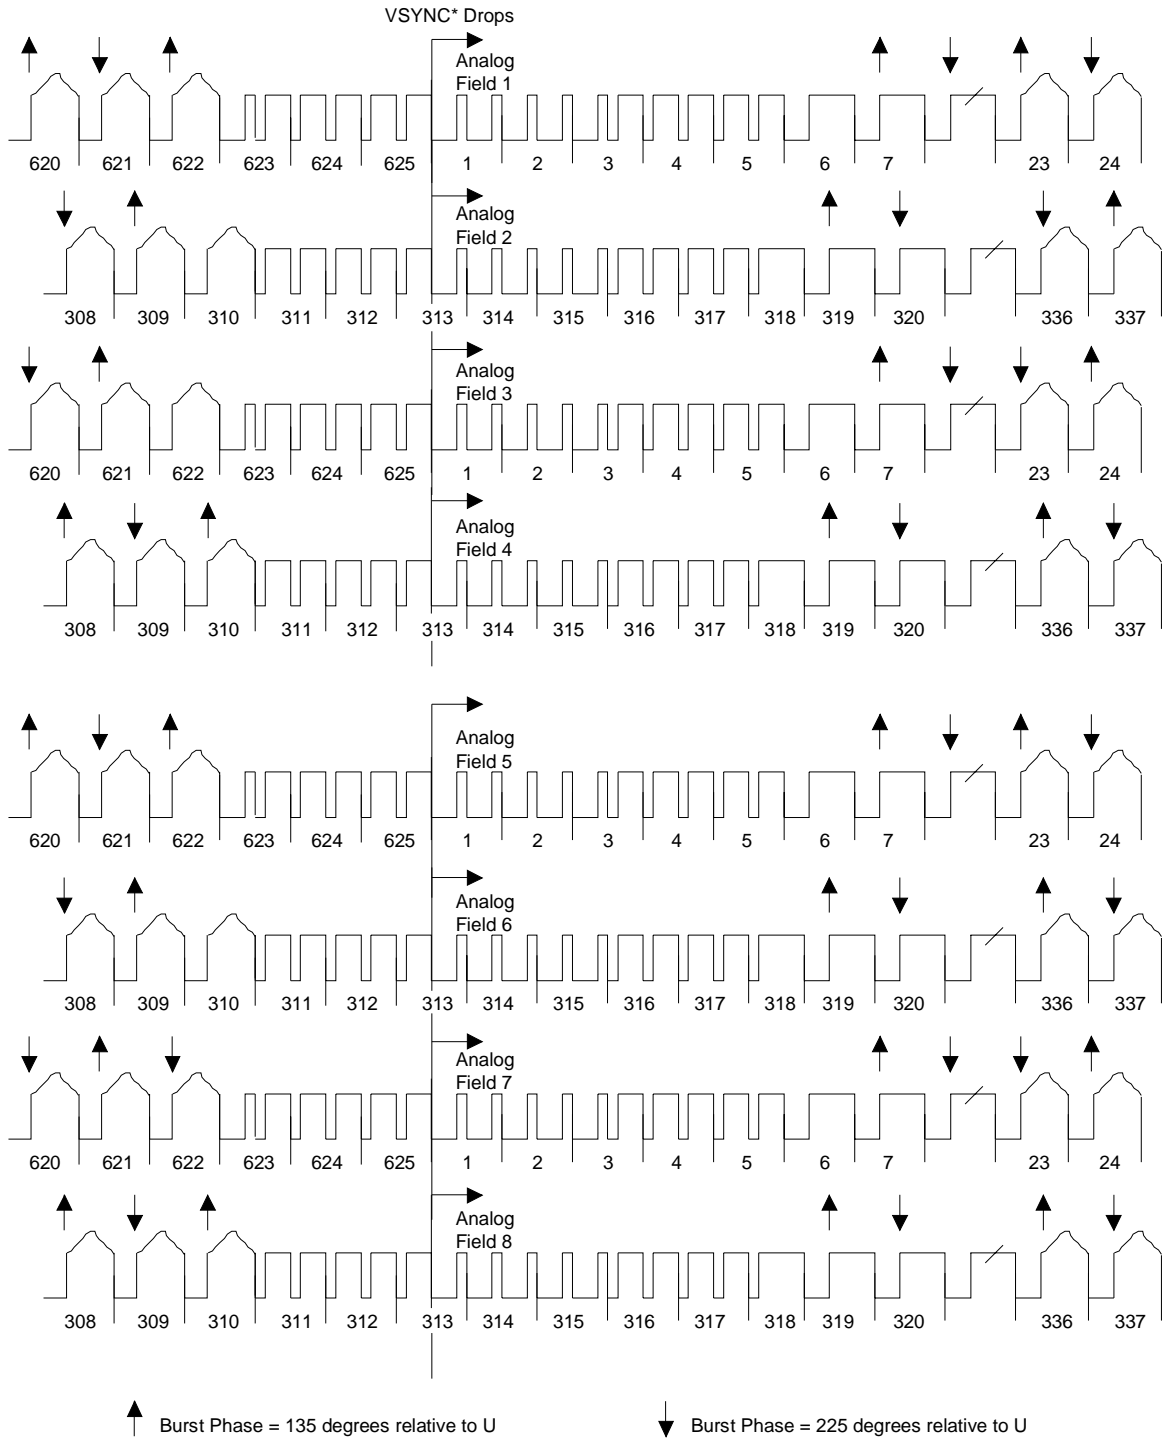 VSYNC* Drops
Analog
Field 1
620 621 622 623 624 625 1 2 3 4 5 6 7 23 24
Analog
Field 2
308 309 310 311 312 313 314 315 316 317 318 319 320 336 337
Analog
Field 3
620 621 622 623 624 625 1 2 3 4 5 6 7 23 24
Analog
Field 4
308 309 310 311 312 313 314 315 316 317 318 319 320 336 337
Analog
Field 5
620 621 622 623 624 625 1 2 3 4 5 6 7 23 24
Analog
Field 6
308 309 310 311 312 313 314 315 316 317 318 319 320 336 337
Analog
Field 7
620 621 622 623 624 625 1 2 3 4 5 6 7 23 24
Analog
Field 8
308 309 310 311 312 313 314 315 316 317 318 319 320 336 337
Burst Phase = 135 degrees relative to U
Burst Phase = 225 degrees relative to U